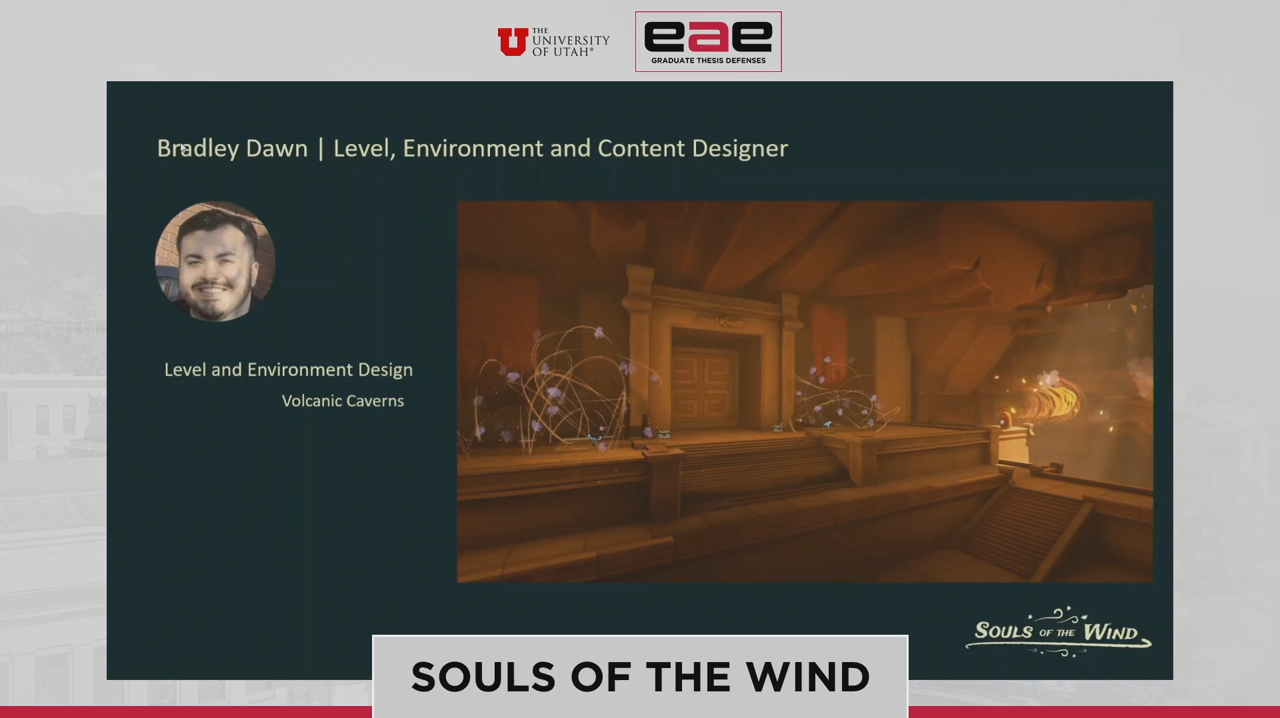 THE
UNIVERSITY
OF UTAH®
eae
GRADUATE THESIS DEFENSES
Bradley Dawn | Level, Environment and Content Designer
Level and Environment Design
Volcanic Caverns
SOULS OF THE WIND
SOULS OF THE WIND